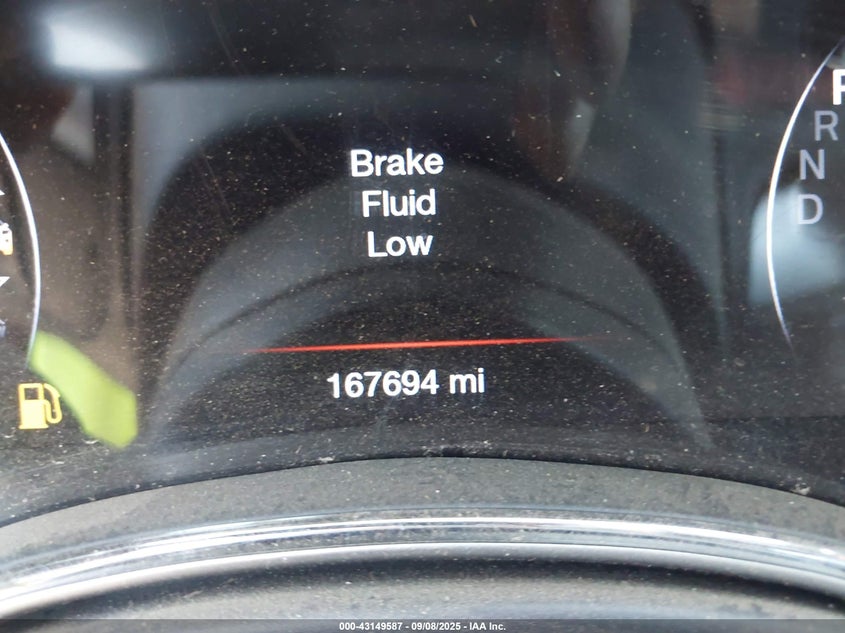 Brake
Fluid
Low
P
R
N
D
167694 mi
000-43149587 - 09/08/2025 - IAA Inc.